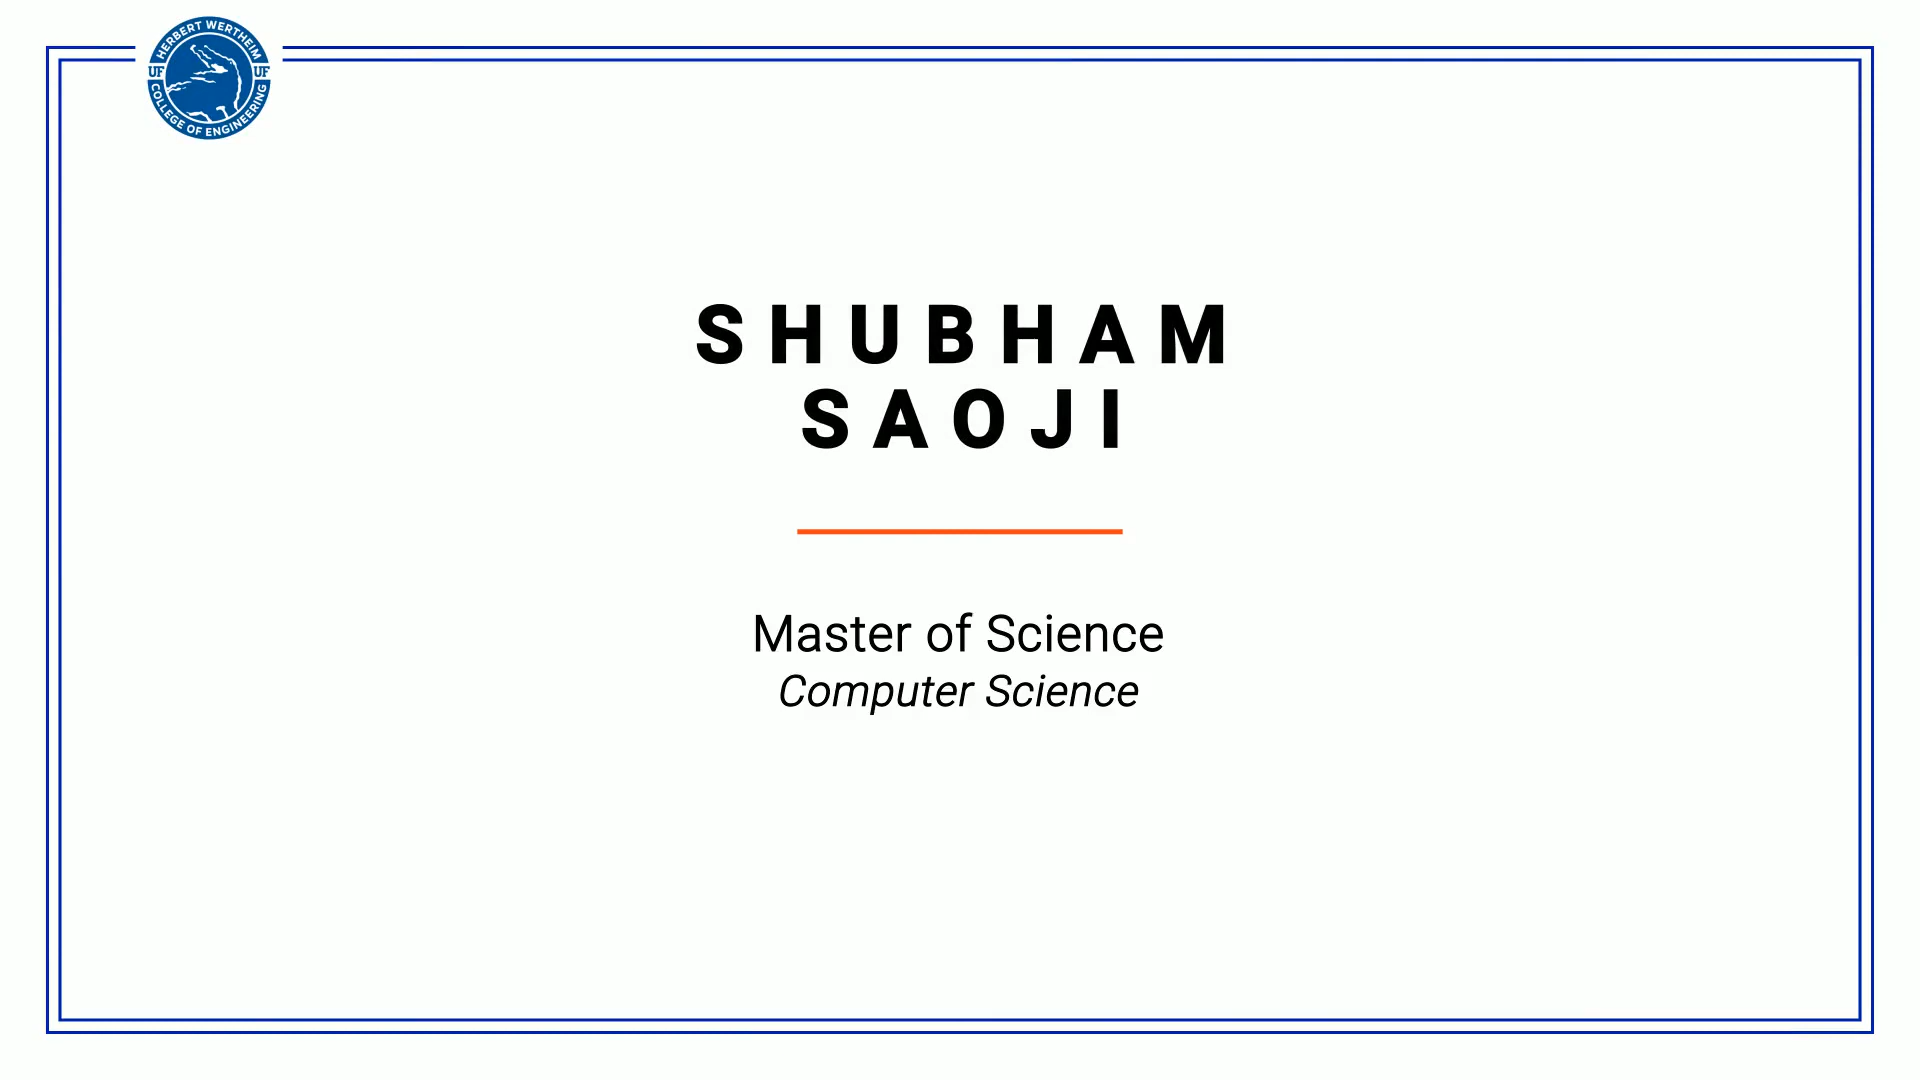 HERBERT WERTHEIM
UF UF
COLLEGE OF ENGINEERING
SHUBHAM
SAOJI
Master of Science
Computer Science